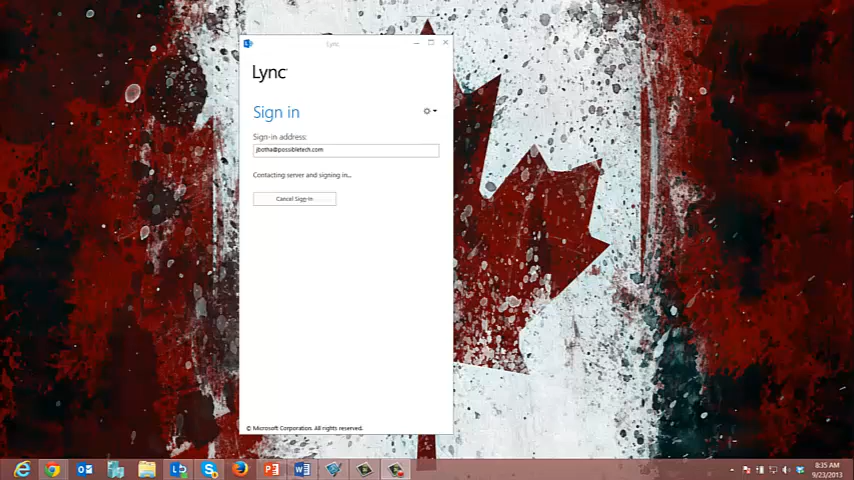 Lync
Lync
Sign in
Sign-in address:
jbotha@possibletech.com
Contacting server and signing in...
Cancel Sign-In
© Microsoft Corporation. All rights reserved.
8:35 AM
9/23/2013